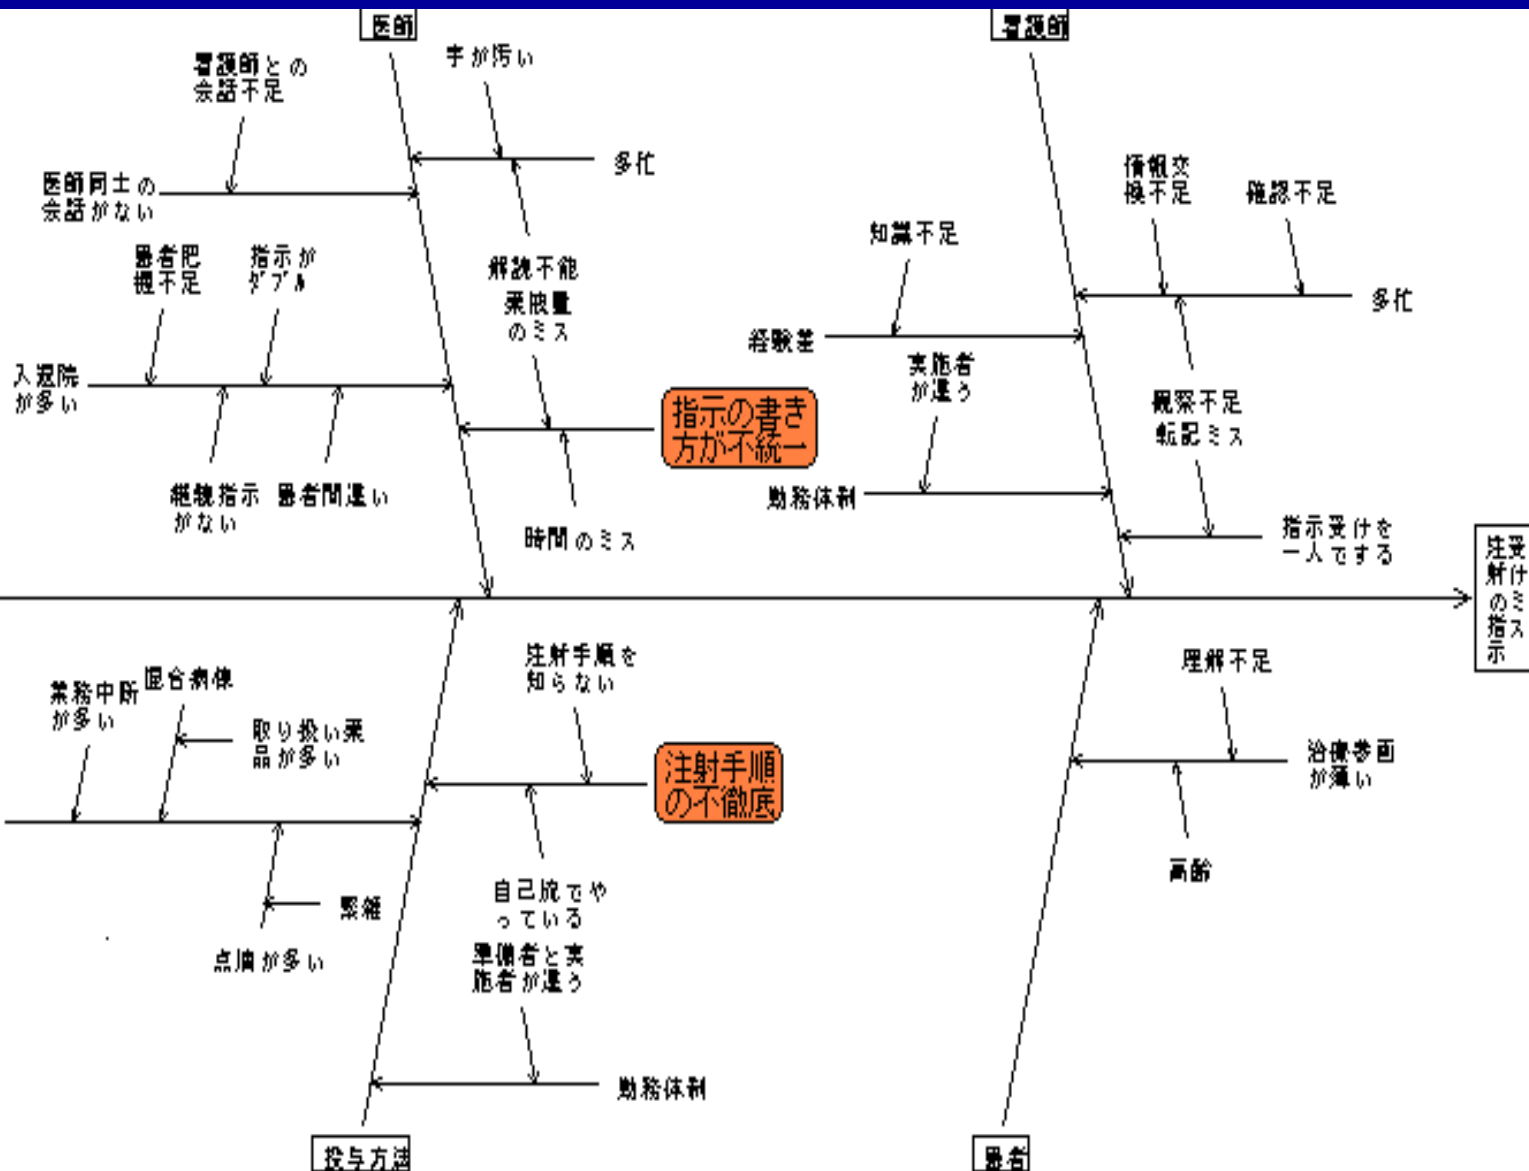 医師
看護師
看護師との
会話不足
字が汚い
多忙
医師同士の
会話がない
患者把
握不足
指示が
ダブル
入退院
が多い
継続指示
がない
患者間違い
解読不能
薬液量
のミス
指示の書き
方が不統一
時間のミス
情報交
換不足
確認不足
知識不足
多忙
経験差
実施者
が違う
観察不足
転記ミス
勤務体制
指示受けを
一人でする
注射の指示
受けミス
業務中断
が多い
混合病棟
取り扱い薬
品が多い
注射手順を
知らない
注射手順
の不徹底
繁雑
点滴が多い
自己流でや
っている
準備者と実
施者が違う
勤務体制
理解不足
治療参画
が薄い
高齢
投与方法
患者